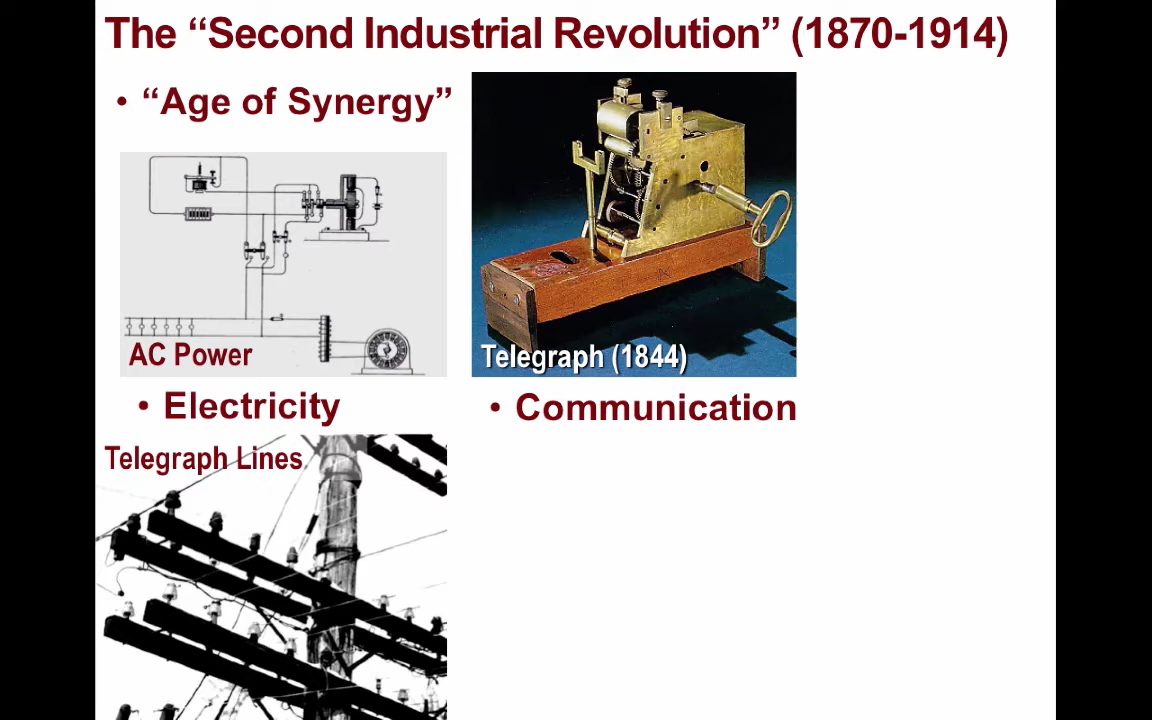 The “Second Industrial Revolution” (1870-1914)
• “Age of Synergy”
AC Power
Telegraph (1844)
• Electricity
• Communication
Telegraph Lines